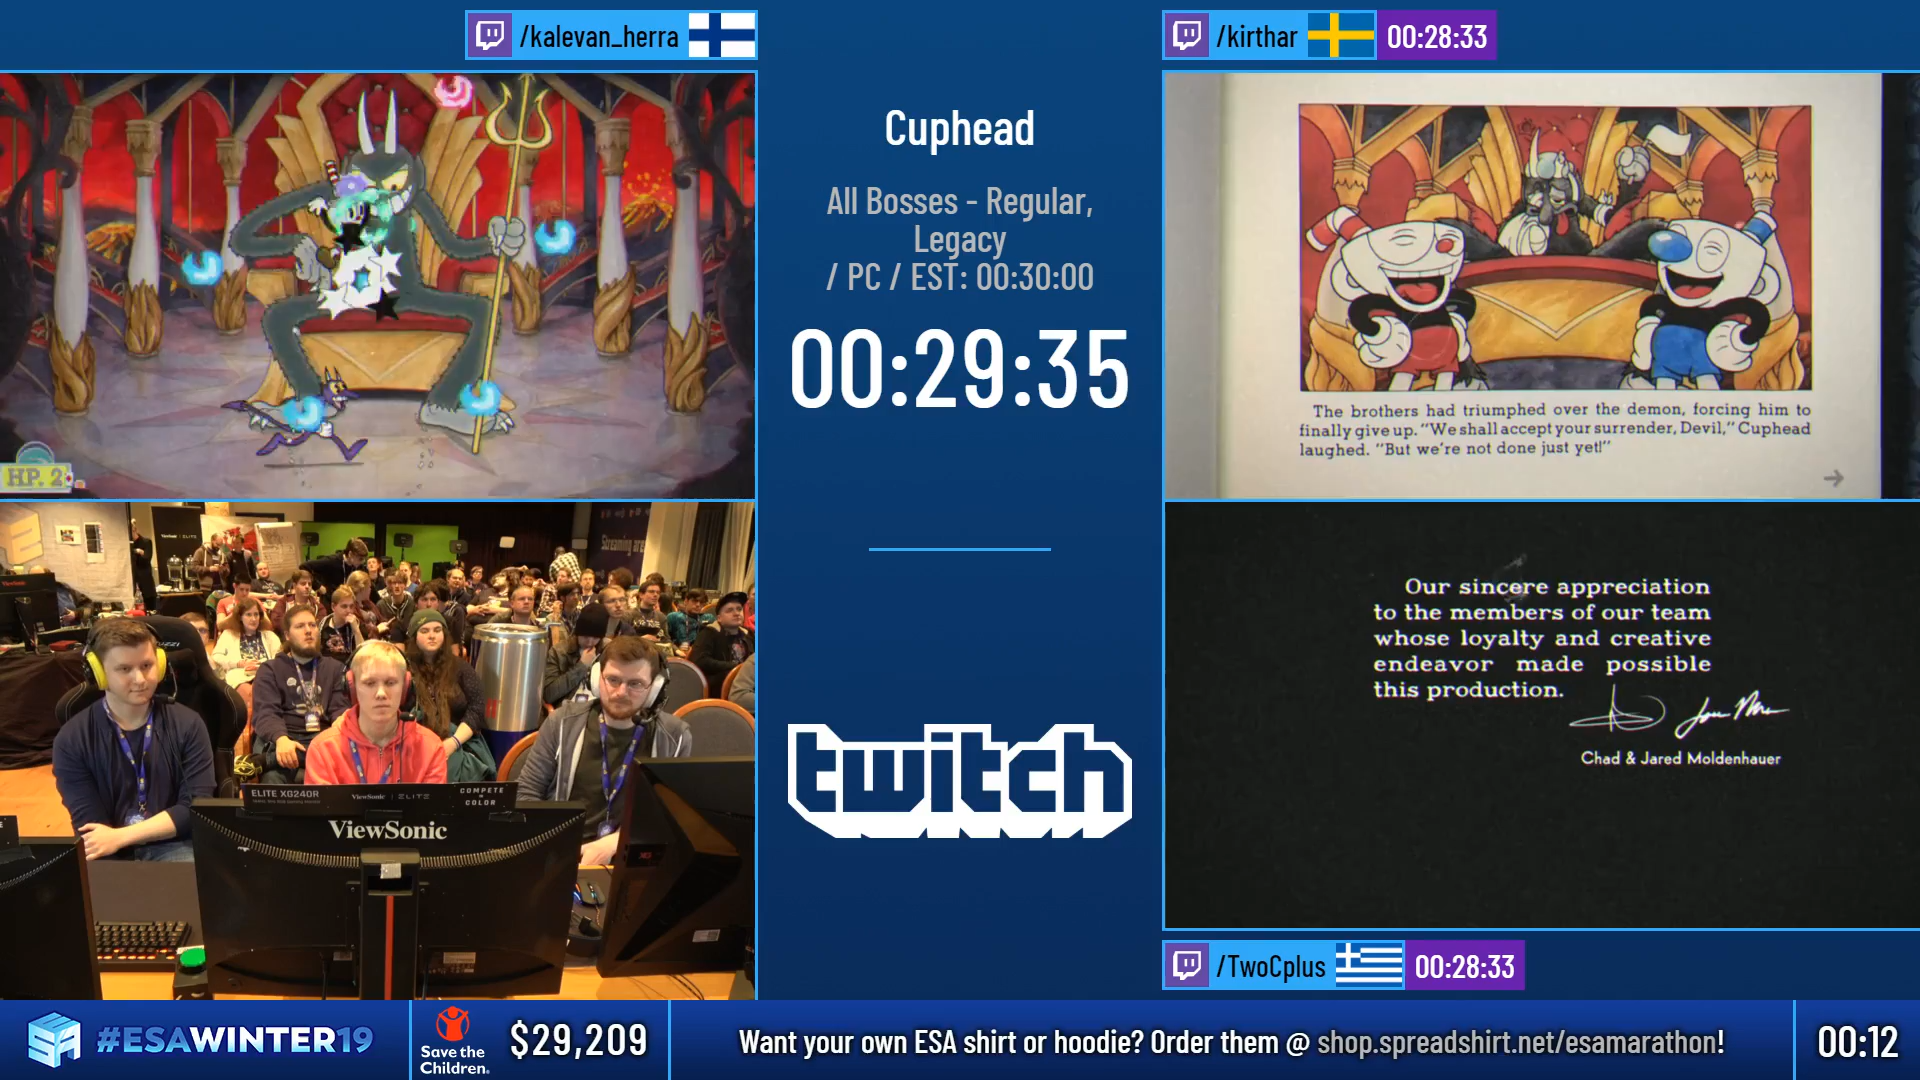 /kalevan_herra
/kirthar
00:28:33
HP. 2
Cuphead
All Bosses - Regular,
Legacy
/ PC / EST: 00:30:00
00:29:35
twitch
The brothers had triumphed over the demon, forcing him to
finally give up. "We shall accept your surrender, Devil," Cuphead
laughed. "But we're not done just yet!"
Our sincere appreciation
to the members of our team
whose loyalty and creative
endeavor made possible
this production.
Chad & Jared Moldenhauer
/TwoCplus
00:28:33
Streaming are
ELITE XG240R
ViewSonic | ELITE
COMPETE
IN
COLOR
ViewSonic
#ESAWINTER19
Save the
Children.
$29,209
Want your own ESA shirt or hoodie? Order them @ shop.spreadshirt.net/esamarathon!
00:12